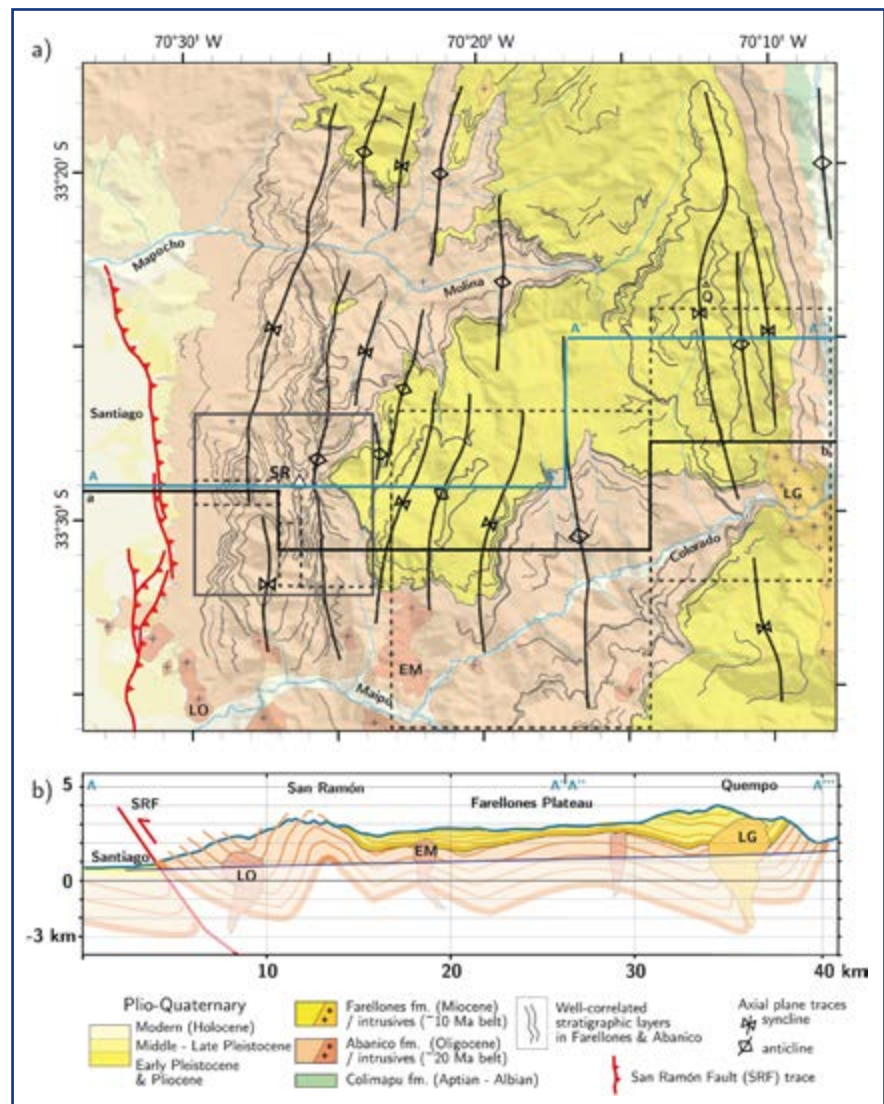 a)
70°30' W
70°20' W
70°10' W
33°20' S
Mapocho
Molina
Q
A''
A'''
Santiago
A
SR
a
b
LG
33°30' S
Colorado
EM
Maipo
LO
b)
5
A
San Ramón
A' A''
Quempo
A'''
SRF
Farellones Plateau
Santiago
EM
LG
LO
0
-3 km
10
20
30
40 km
Plio-Quaternary
Modern (Holocene)
Middle - Late Pleistocene
Early Pleistocene
& Pliocene
Farellones fm. (Miocene)
/ intrusives (~10 Ma belt)
Abanico fm. (Oligocene)
/ intrusives (~20 Ma belt)
Colimapu fm. (Aptian - Albian)
Well-correlated
stratigraphic layers
in Farellones & Abanico
Axial plane traces
syncline
anticline
San Ramón Fault (SRF) trace